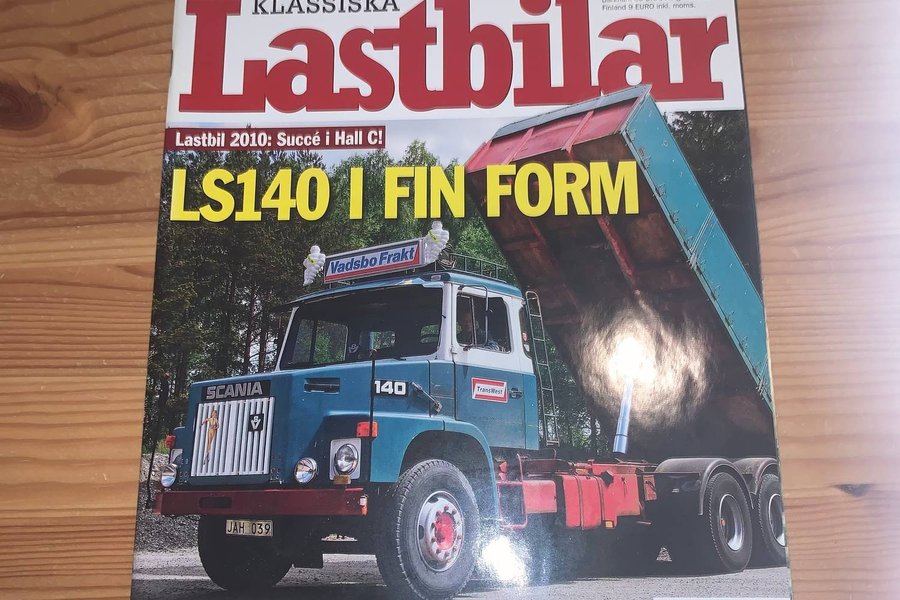 KLASSISKA
Finland 9 EURO inkl. moms.
Lastbilar
Lastbil 2010: Succé i Hall C!
LS140 I FIN FORM
Vadsbo Frakt
SCANIA
140
TransWest
V8
JAH 039